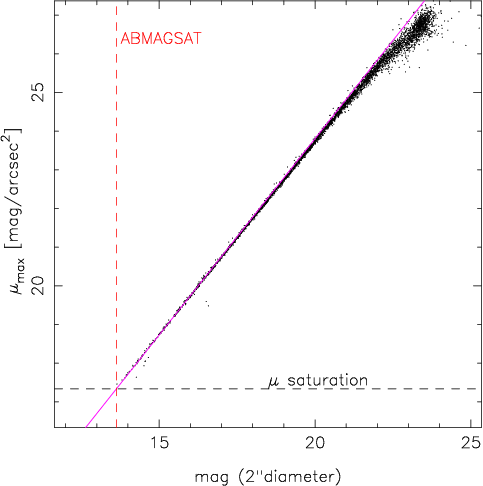 ABMAGSAT
25
20
μmax [mag/arcsec2]
μ saturation
15
20
25
mag (2"diameter)